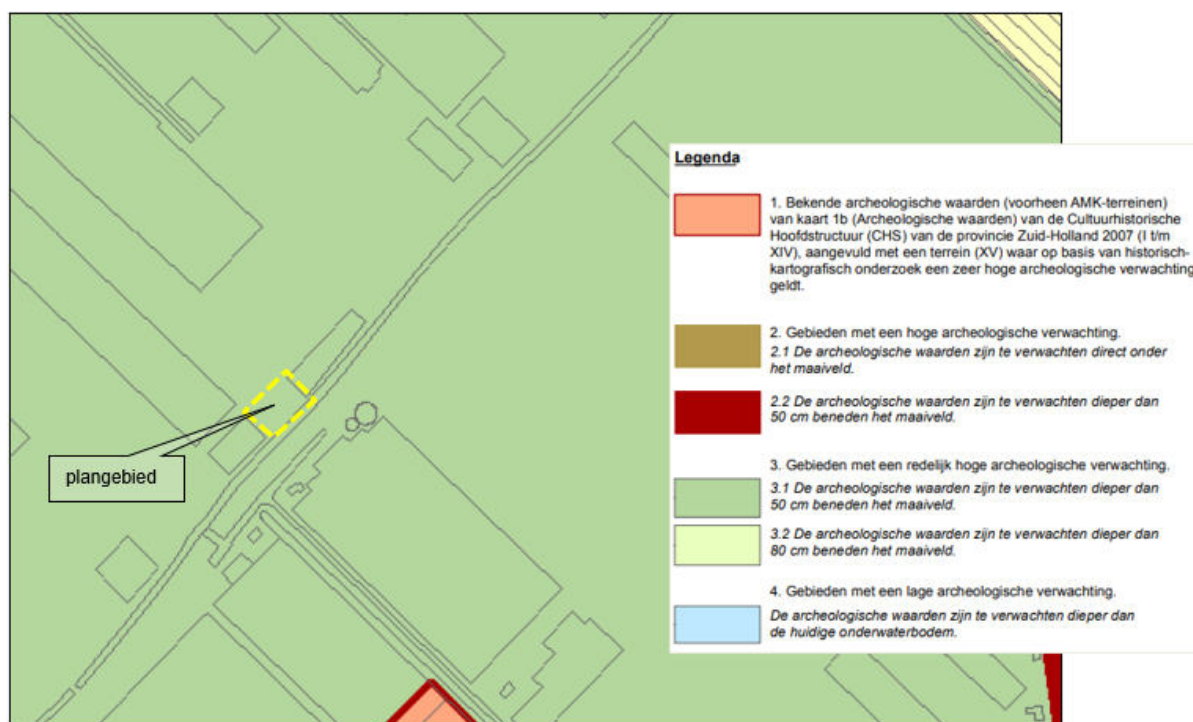 Legenda
1. Bekende archeologische waarden (voorheen AMK-terreinen)
van kaart 1b (Archeologische waarden) van de Cultuurhistorische
Hoofdstructuur (CHS) van de provincie Zuid-Holland 2007 (I t/m
XIV), aangevuld met een terrein (XV) waar op basis van historisch-
kartografisch onderzoek een zeer hoge archeologische verwachting
geldt.
2. Gebieden met een hoge archeologische verwachting.
2.1 De archeologische waarden zijn te verwachten direct onder
het maaiveld.
2.2 De archeologische waarden zijn te verwachten dieper dan
50 cm beneden het maaiveld.
3. Gebieden met een redelijk hoge archeologische verwachting.
3.1 De archeologische waarden zijn te verwachten dieper dan
50 cm beneden het maaiveld.
3.2 De archeologische waarden zijn te verwachten dieper dan
80 cm beneden het maaiveld.
4. Gebieden met een lage archeologische verwachting.
De archeologische waarden zijn te verwachten dieper dan
de huidige onderwaterbodem.
plangebied